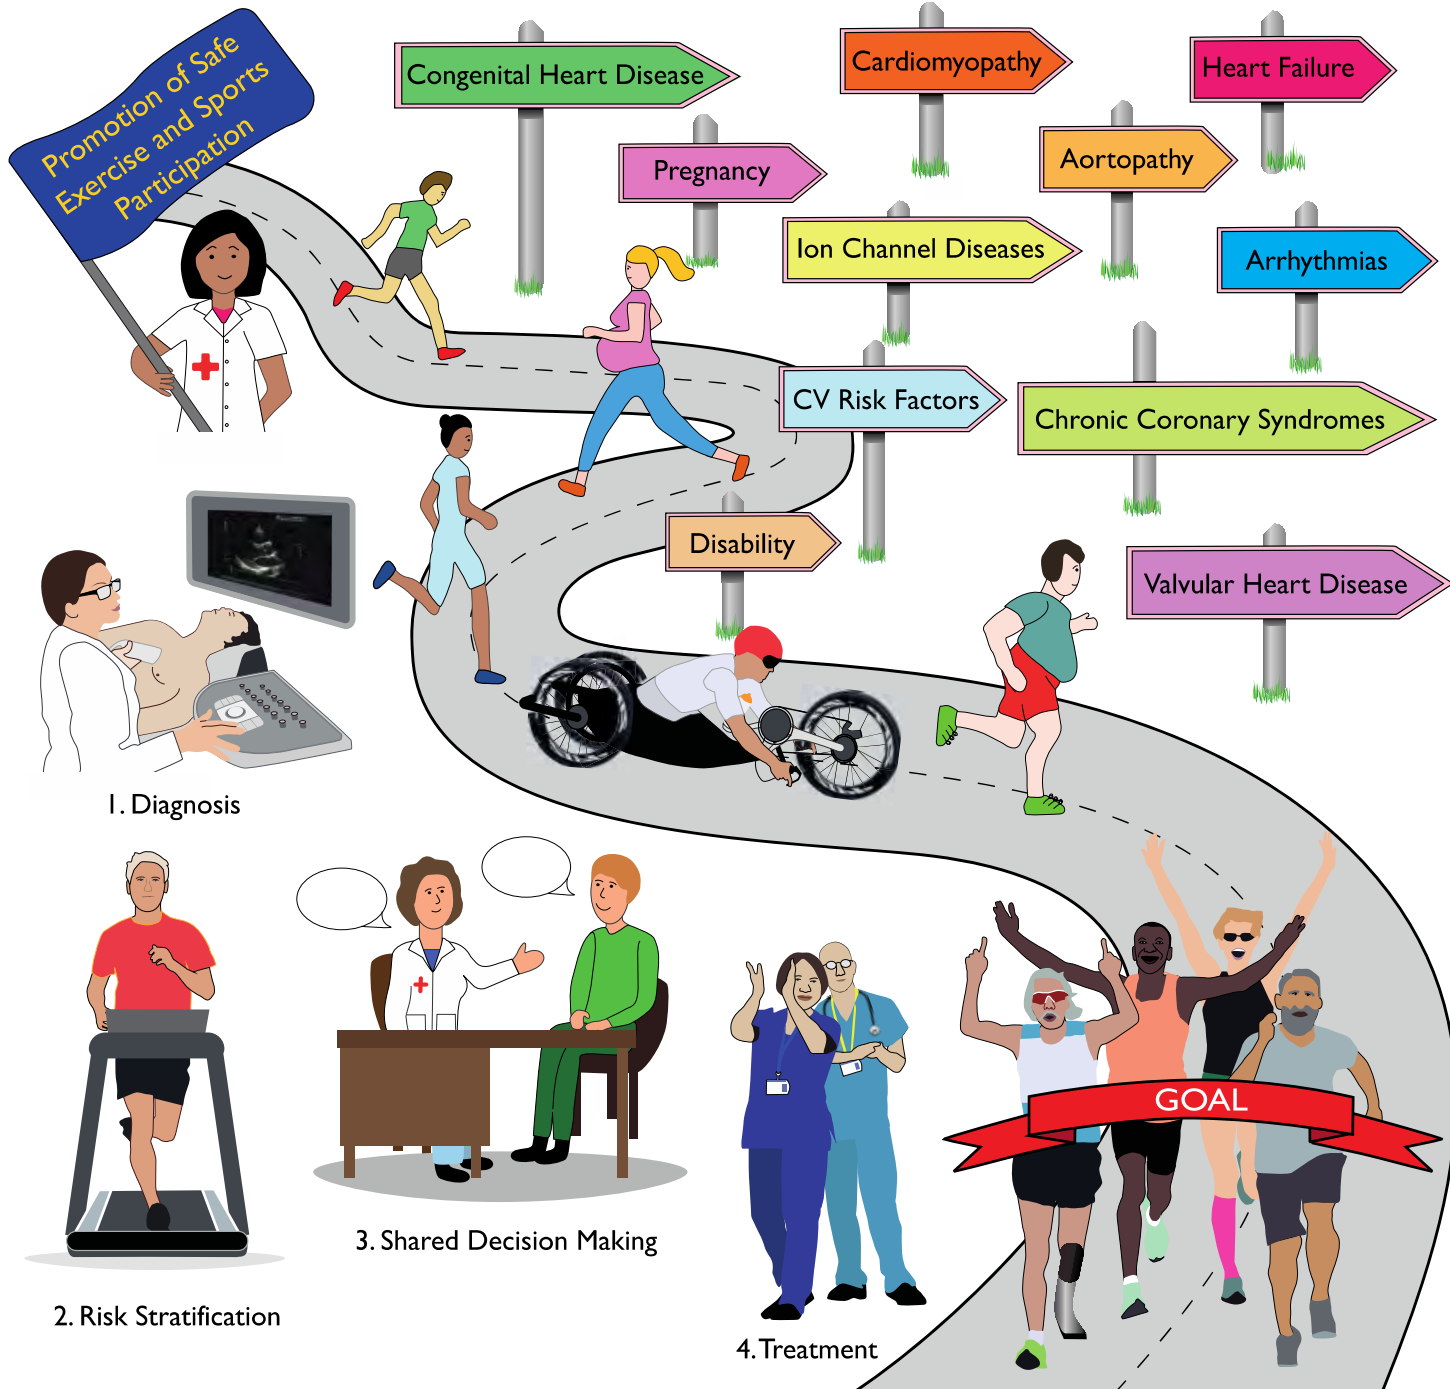 Promotion of Safe
Exercise and Sports
Participation
Congenital Heart Disease
Cardiomyopathy
Heart Failure
Pregnancy
Aortopathy
Ion Channel Diseases
Arrhythmias
CV Risk Factors
Chronic Coronary Syndromes
Disability
Valvular Heart Disease
1. Diagnosis
2. Risk Stratification
3. Shared Decision Making
4. Treatment
GOAL